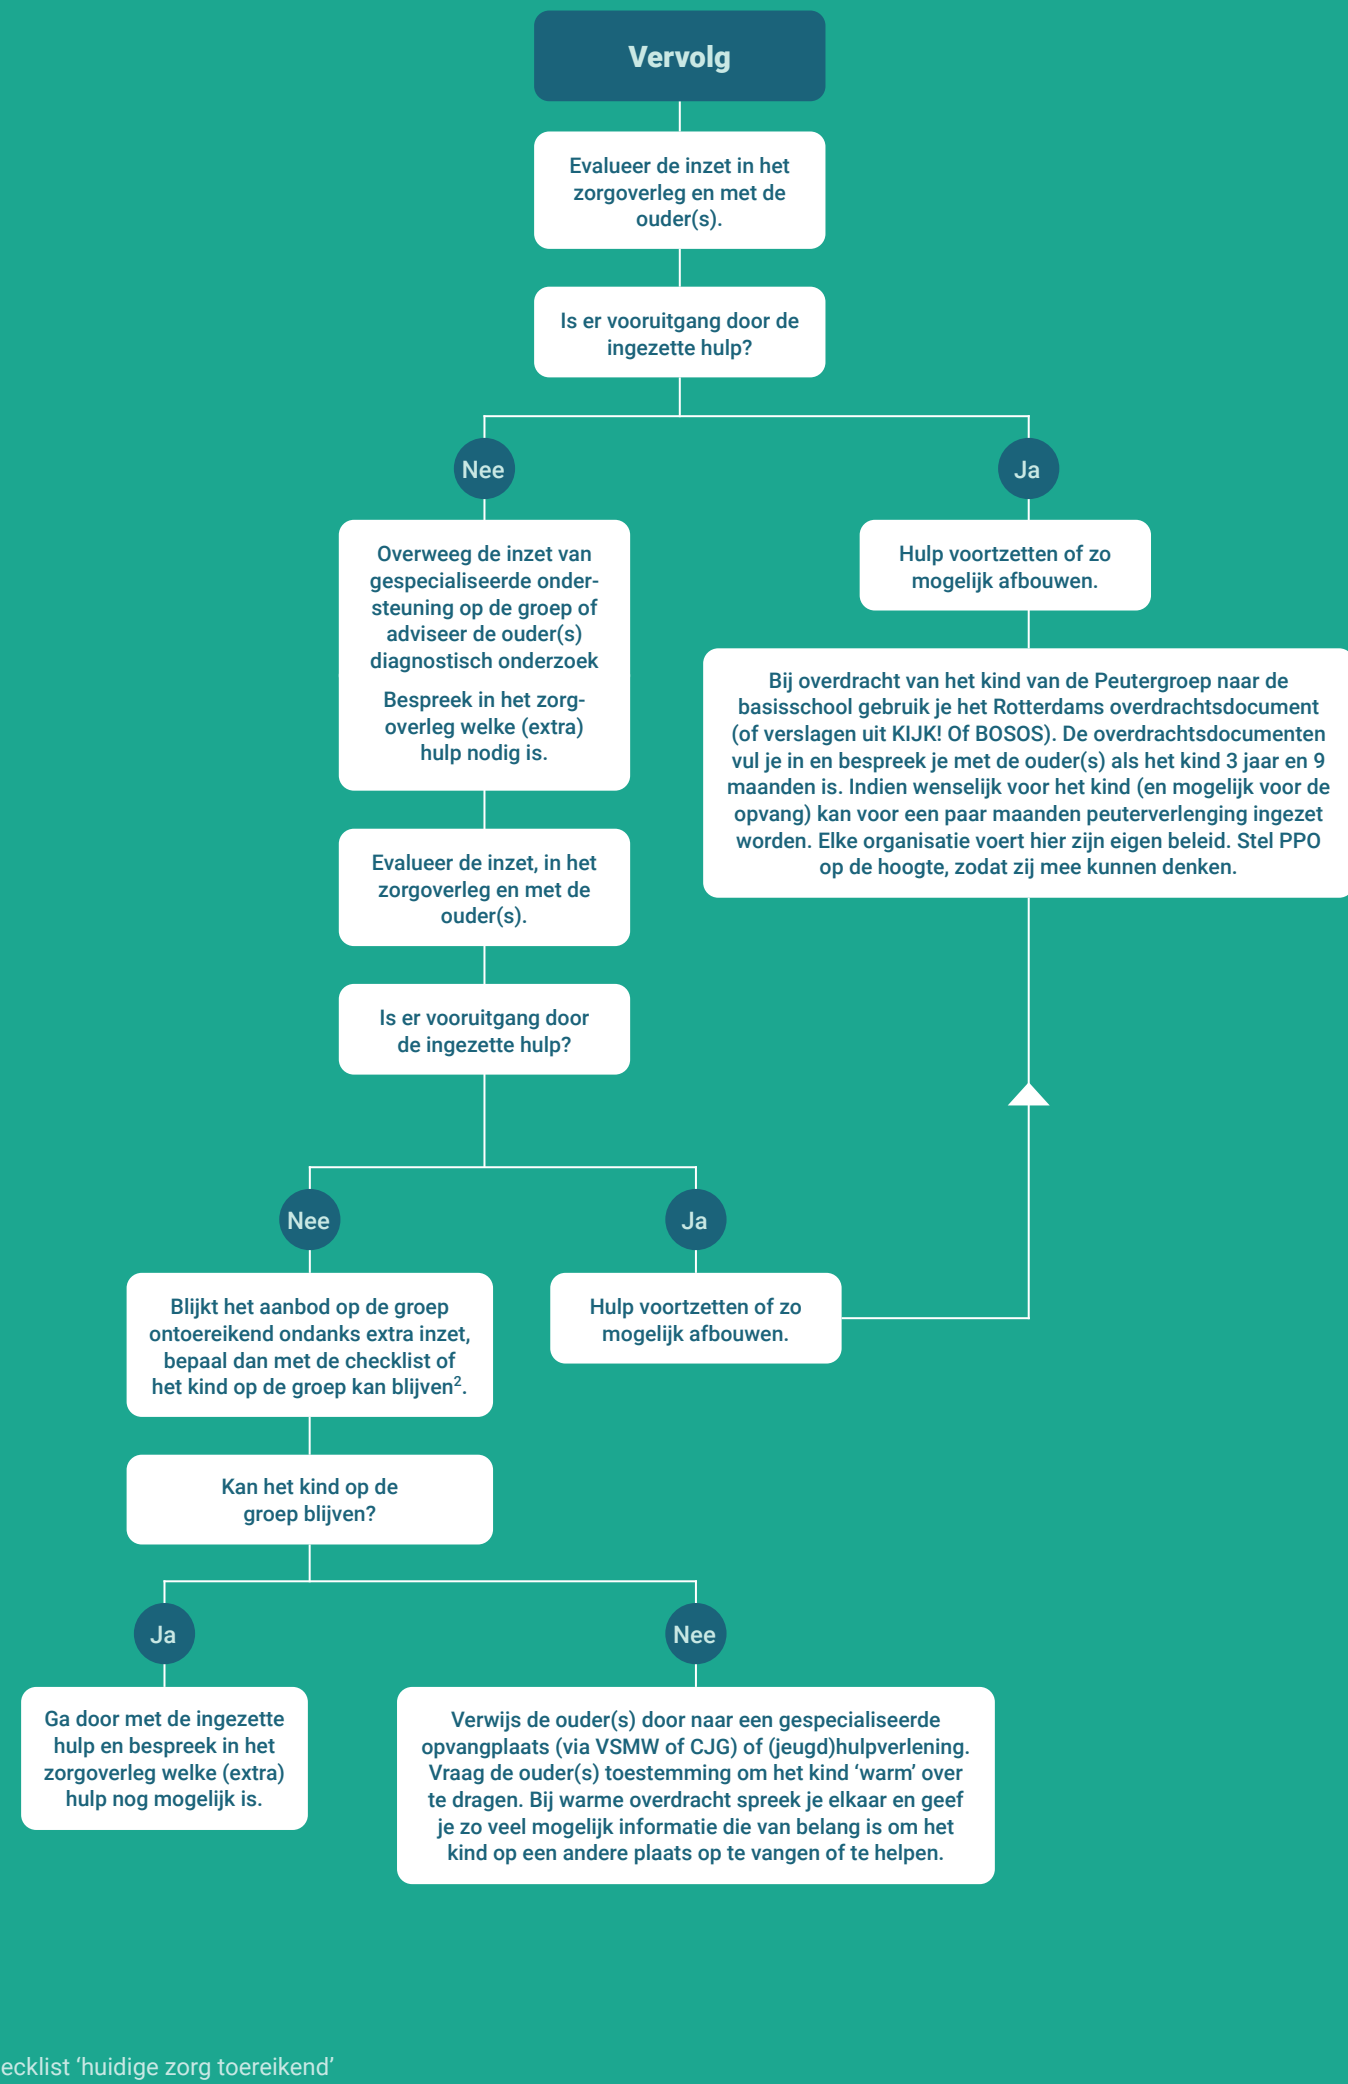 Vervolg
Evalueer de inzet in het
zorgoverleg en met de
ouder(s).
Is er vooruitgang door de
ingezette hulp?
Nee
Ja
Overweeg de inzet van
gespecialiseerde onder-
steuning op de groep of
adviseer de ouder(s)
diagnostisch onderzoek
Bespreek in het zorg-
overleg welke (extra)
hulp nodig is.
Hulp voortzetten of zo
mogelijk afbouwen.
Bij overdracht van het kind van de Peutergroep naar de
basisschool gebruik je het Rotterdams overdrachtsdocument
(of verslagen uit KIJK! Of BOSOS). De overdrachtsdocumenten
vul je in en bespreek je met de ouder(s) als het kind 3 jaar en 9
maanden is. Indien wenselijk voor het kind (en mogelijk voor de
opvang) kan voor een paar maanden peuterverlenging ingezet
worden. Elke organisatie voert hier zijn eigen beleid. Stel PPO
op de hoogte, zodat zij mee kunnen denken.
Evalueer de inzet, in het
zorgoverleg en met de
ouder(s).
Is er vooruitgang door
de ingezette hulp?
Nee
Ja
Blijkt het aanbod op de groep
ontoereikend ondanks extra inzet,
bepaal dan met de checklist of
het kind op de groep kan blijven².
Hulp voortzetten of zo
mogelijk afbouwen.
Kan het kind op de
groep blijven?
Ja
Nee
Ga door met de ingezette
hulp en bespreek in het
zorgoverleg welke (extra)
hulp nog mogelijk is.
Verwijs de ouder(s) door naar een gespecialiseerde
opvangplaats (via VSMW of CJG) of (jeugd)hulpverlening.
Vraag de ouder(s) toestemming om het kind ‘warm’ over
te dragen. Bij warme overdracht spreek je elkaar en geef
je zo veel mogelijk informatie die van belang is om het
kind op een andere plaats op te vangen of te helpen.
ecklist ‘huidige zorg toereikend’